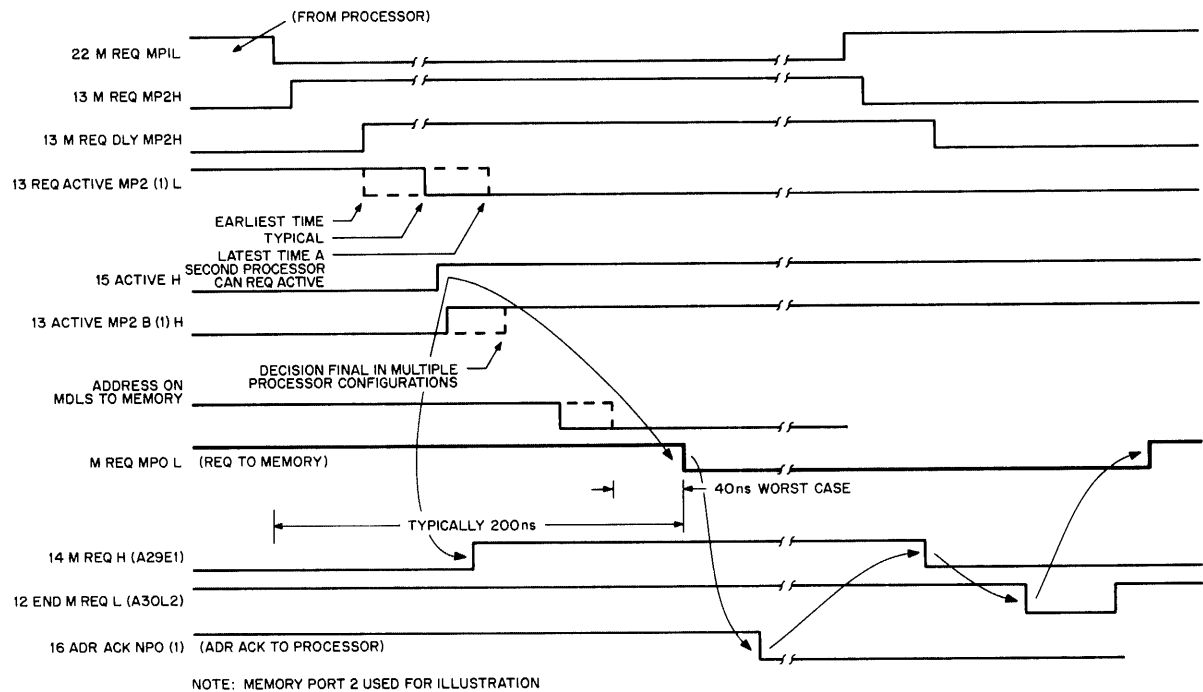 (FROM PROCESSOR)
22 M REQ MPIL
13 M REQ MP2H
13 M REQ DLY MP2H
13 REQ ACTIVE MP2 (1) L
EARLIEST TIME
TYPICAL
LATEST TIME A
SECOND PROCESSOR
CAN REQ ACTIVE
15 ACTIVE H
13 ACTIVE MP2 B (1) H
DECISION FINAL IN MULTIPLE
PROCESSOR CONFIGURATIONS
ADDRESS ON
MDLS TO MEMORY
M REQ MPO L (REQ TO MEMORY)
40ns WORST CASE
TYPICALLY 200ns
14 M REQ H (A29E1)
12 END M REQ L (A30L2)
16 ADR ACK NPO (1) (ADR ACK TO PROCESSOR)
NOTE: MEMORY PORT 2 USED FOR ILLUSTRATION